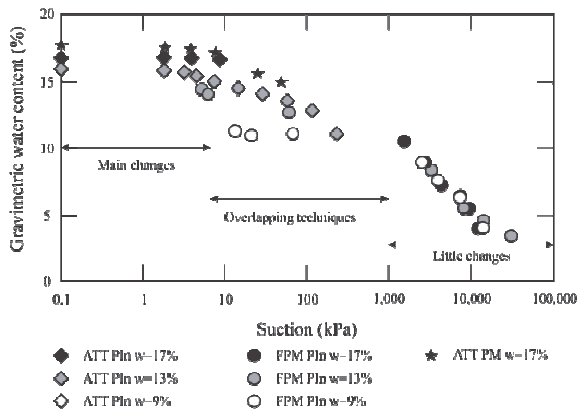 20
15
10
5
0
Gravimetric water content (%)
Main changes
Overlapping techniques
Little changes
0.1 1 10 100 1,000 10,000 100,000
Suction (kPa)
ATT Pln w=17% FPM Pln w=17% ATT PM w=17%
ATT Pln w=13% FPM Pln w=13%
ATT Pln w=9% FPM Pln w=9%